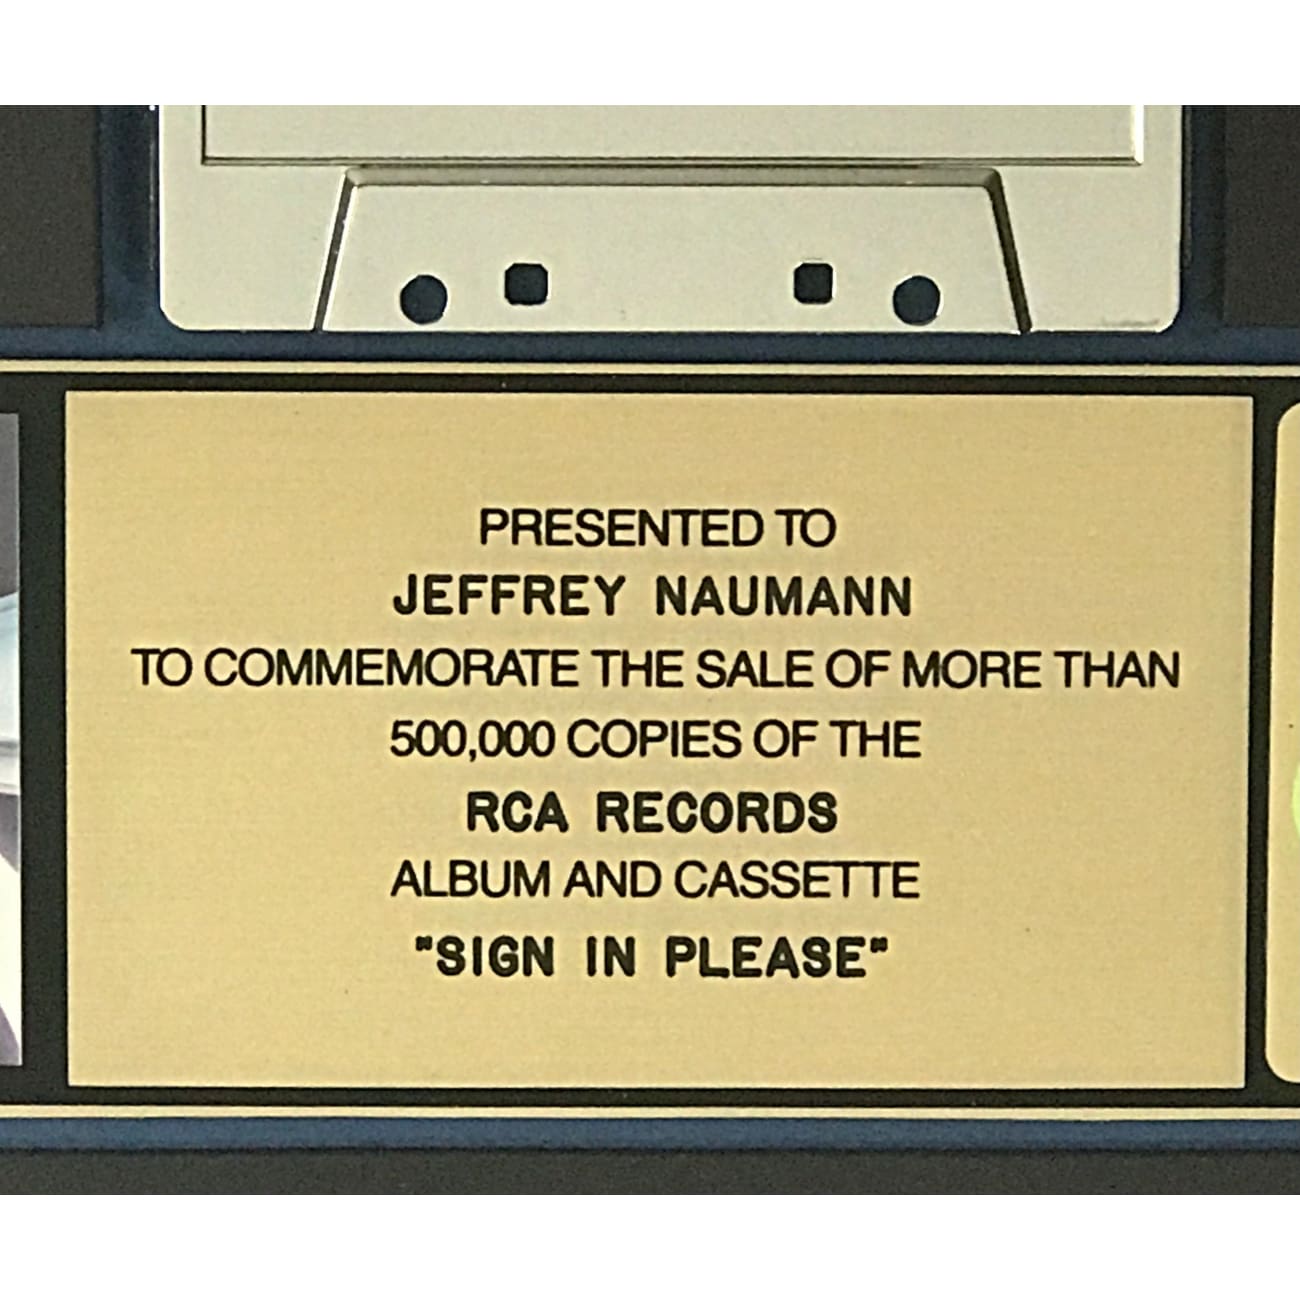 PRESENTED TO
JEFFREY NAUMANN
TO COMMEMORATE THE SALE OF MORE THAN
500,000 COPIES OF THE
RCA RECORDS
ALBUM AND CASSETTE
"SIGN IN PLEASE"